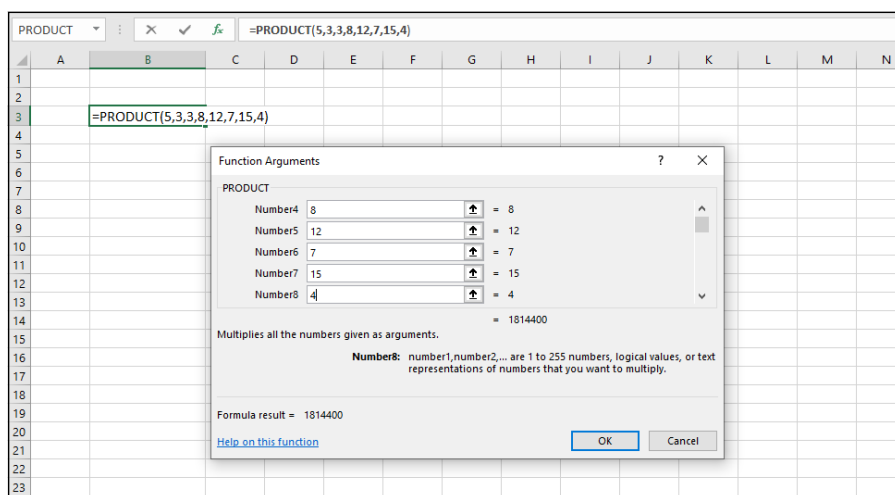 PRODUCT fx =PRODUCT(5,3,3,8,12,7,15,4)
A B C D E F G H I J K L M N
1
2
3 =PRODUCT(5,3,3,8,12,7,15,4)
4
5 Function Arguments ? X
6
7 PRODUCT
8 Number4 8 = 8
9 Number5 12 = 12
10 Number6 7 = 7
11 Number7 15 = 15
12
13 Number8 4 = 4
14 = 1814400
15 Multiplies all the numbers given as arguments.
16 Number8: number1,number2,... are 1 to 255 numbers, logical values, or text
17 representations of numbers that you want to multiply.
18
19 Formula result = 1814400
20
21 Help on this function OK Cancel
22
23